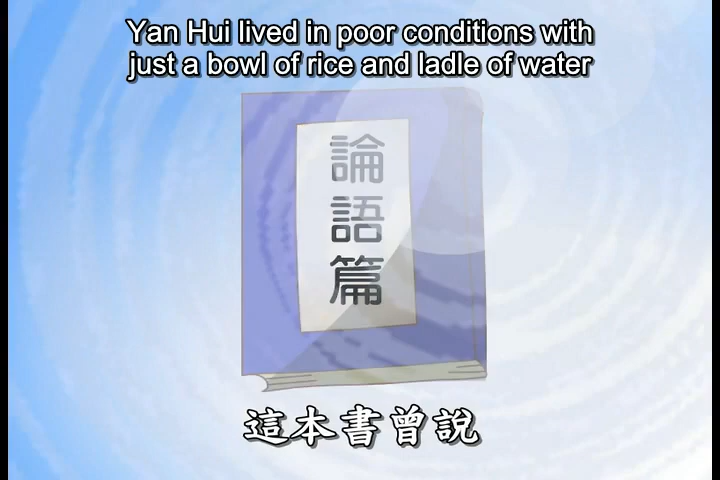 Yan Hui lived in poor conditions with
just a bowl of rice and ladle of water
論語篇
這本書曾說